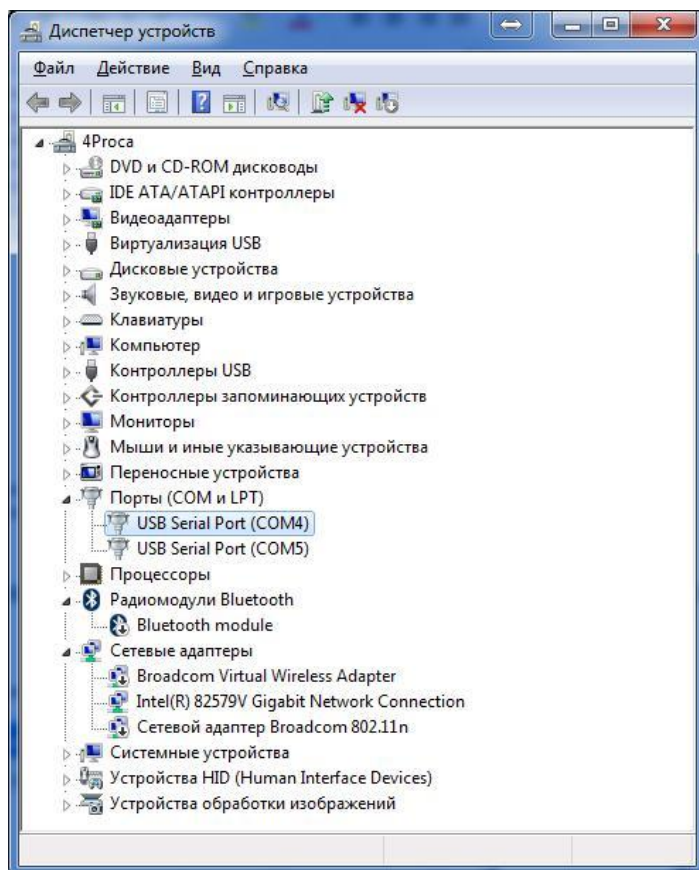 Диспетчер устройств
Файл Действие Вид Справка
4Proca
DVD и CD-ROM дисководы
IDE ATA/ATAPI контроллеры
Видеоадаптеры
Виртуализация USB
Дисковые устройства
Звуковые, видео и игровые устройства
Клавиатуры
Компьютер
Контроллеры USB
Контроллеры запоминающих устройств
Мониторы
Мыши и иные указывающие устройства
Переносные устройства
Порты (COM и LPT)
USB Serial Port (COM4)
USB Serial Port (COM5)
Процессоры
Радиомодули Bluetooth
Bluetooth module
Сетевые адаптеры
Broadcom Virtual Wireless Adapter
Intel(R) 82579V Gigabit Network Connection
Сетевой адаптер Broadcom 802.11n
Системные устройства
Устройства HID (Human Interface Devices)
Устройства обработки изображений